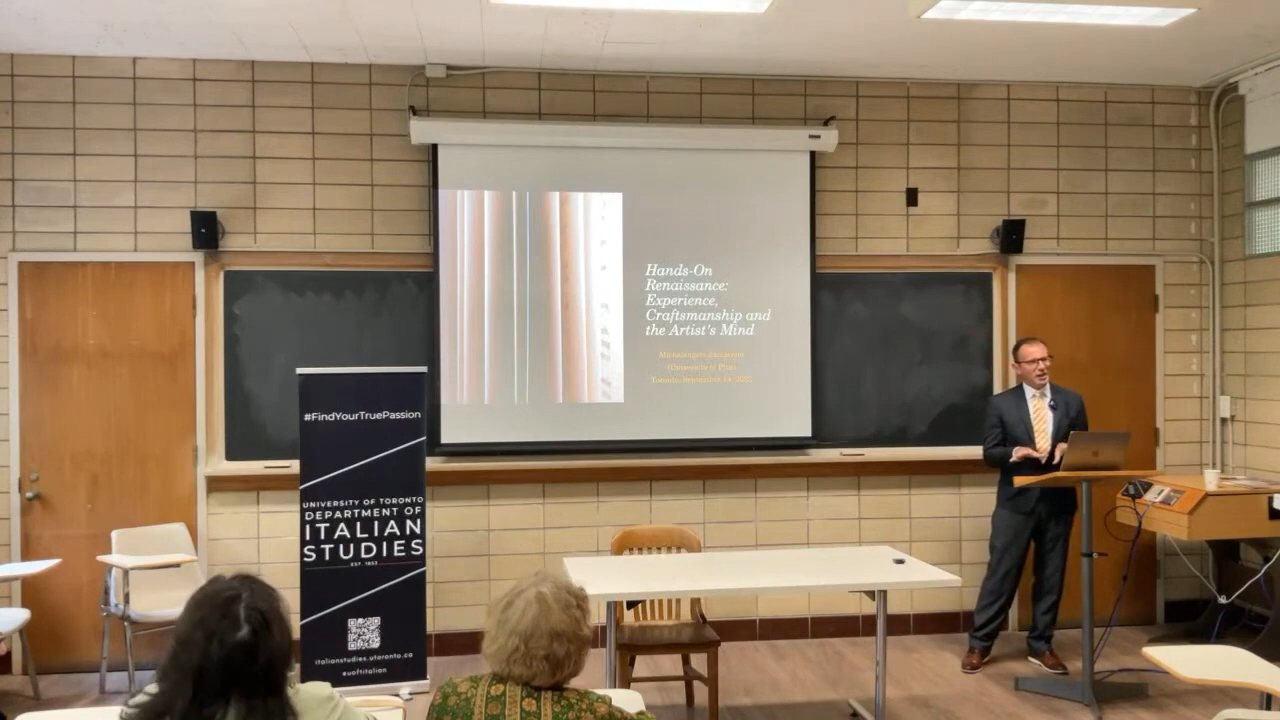 Hands-On
Renaissance:
Experience,
Craftsmanship and
the Artist's Mind
#FindYourTruePassion
UNIVERSITY OF TORONTO
DEPARTMENT OF
ITALIAN
STUDIES
EST. 1853
italianstudies.utoronto.ca